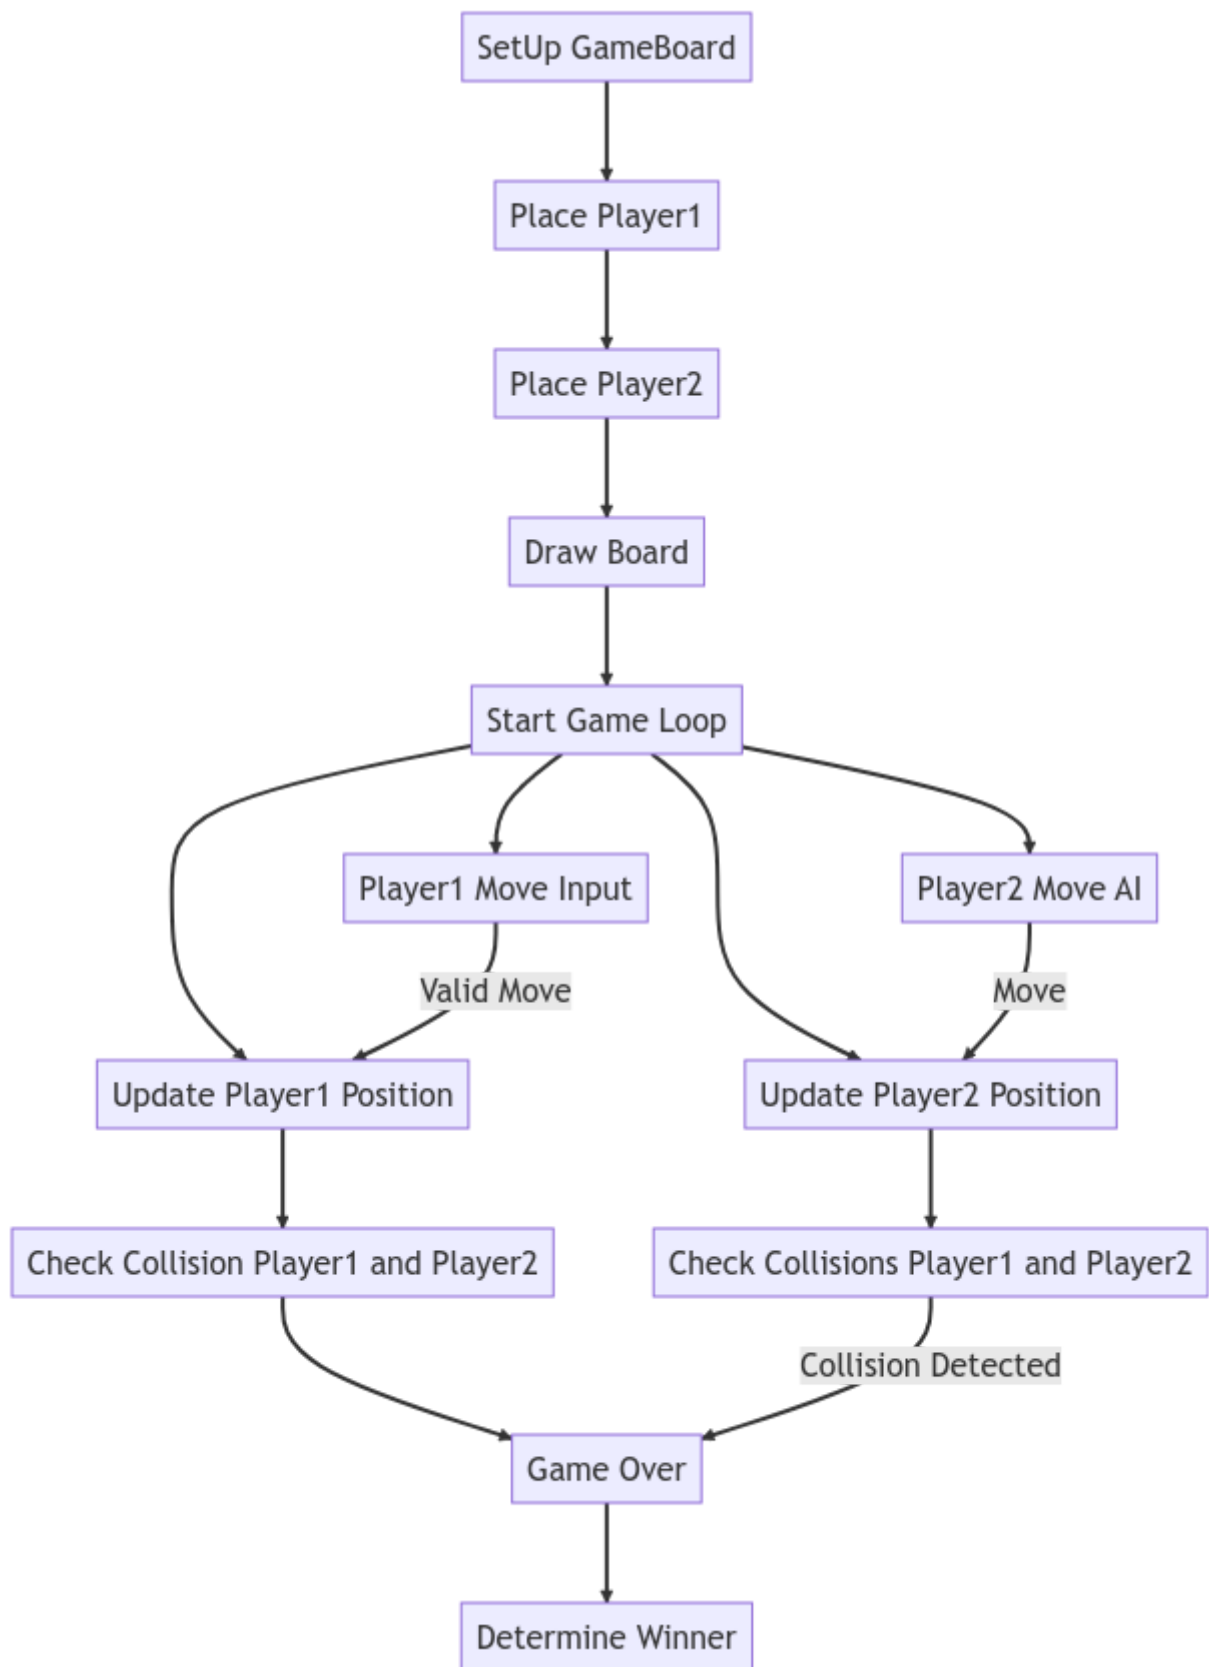 SetUp GameBoard
Place Player1
Place Player2
Draw Board
Start Game Loop
Player1 Move Input
Player2 Move AI
Valid Move
Move
Update Player1 Position
Update Player2 Position
Check Collision Player1 and Player2
Check Collisions Player1 and Player2
Collision Detected
Game Over
Determine Winner